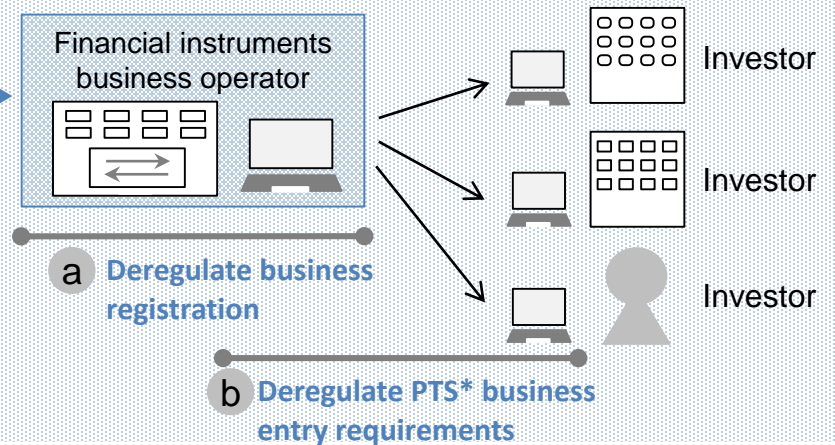 Financial instruments
business operator
Investor
Investor
Investor
a Deregulate business
registration
b Deregulate PTS* business
entry requirements